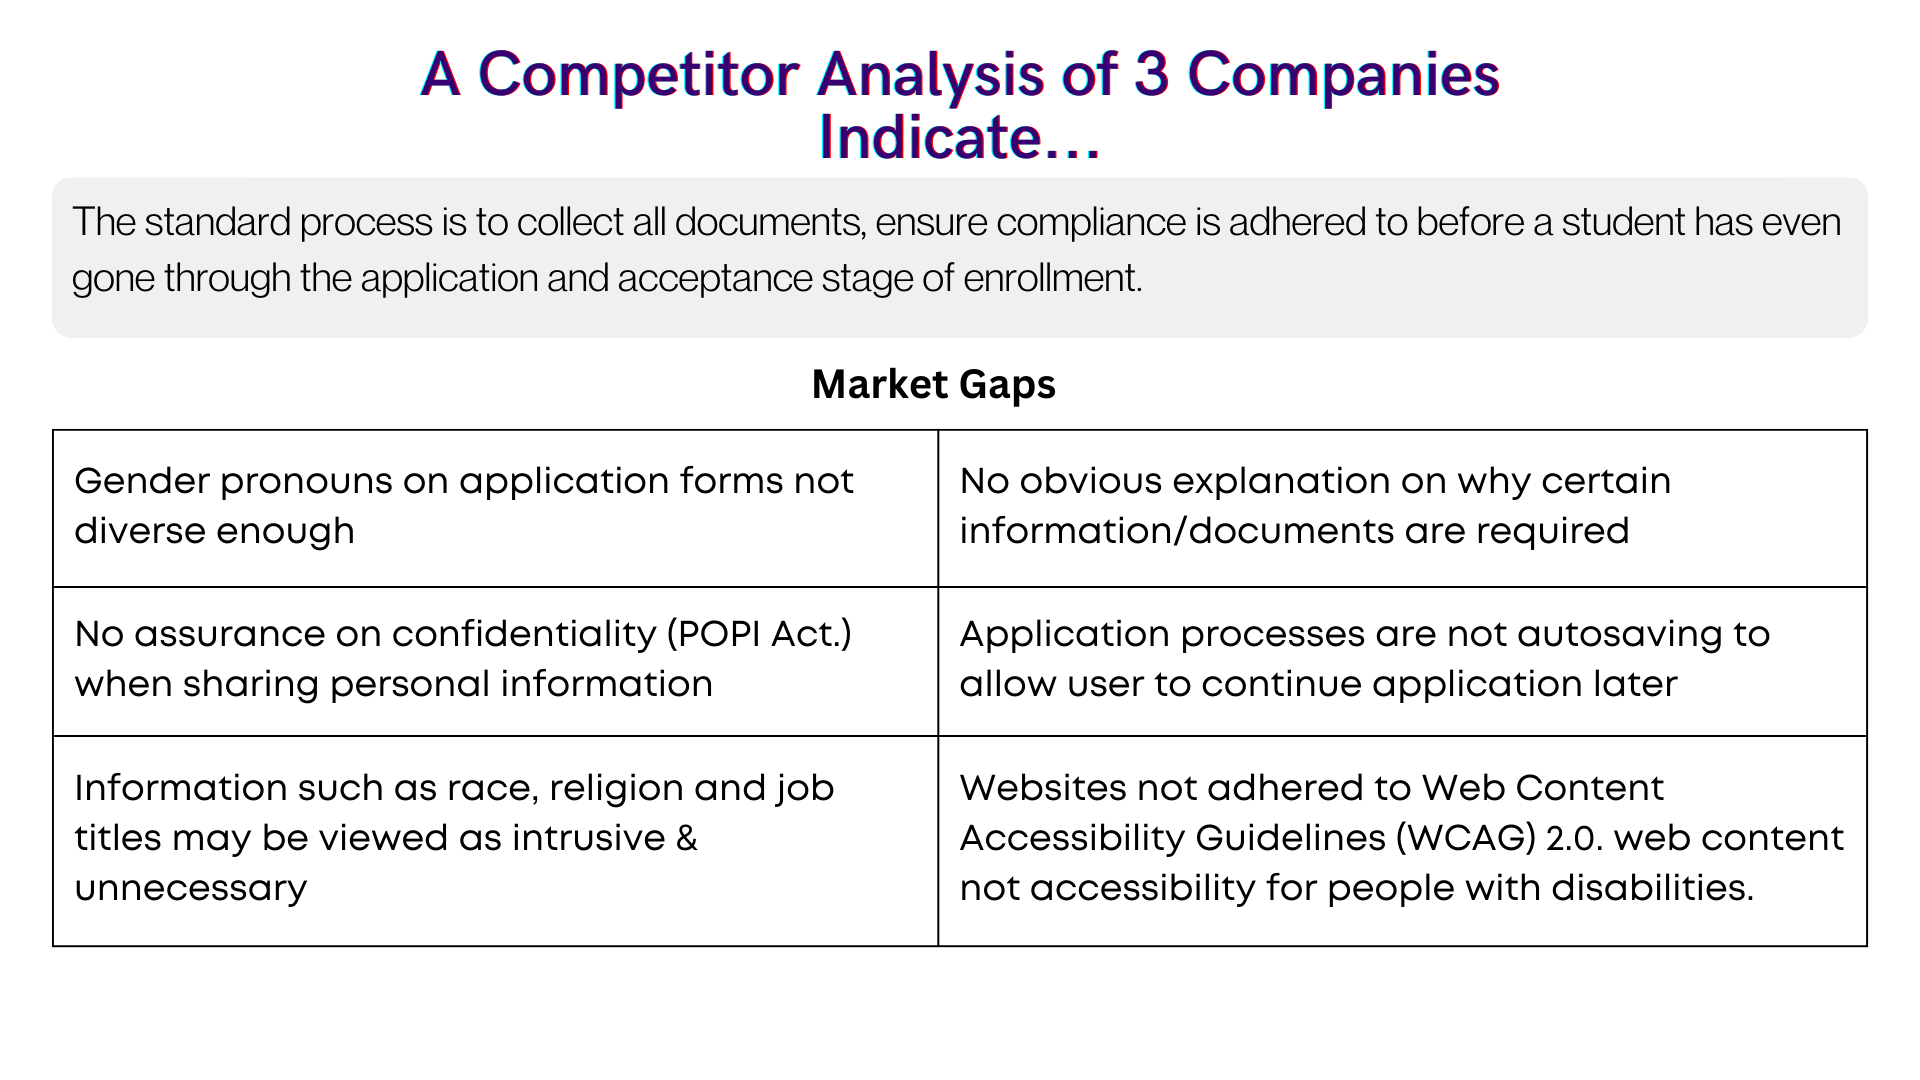 A Competitor Analysis of 3 Companies
Indicate...
The standard process is to collect all documents, ensure compliance is adhered to before a student has even
gone through the application and acceptance stage of enrollment.
Market Gaps
Gender pronouns on application forms not
diverse enough
No obvious explanation on why certain
information/documents are required
No assurance on confidentiality (POPI Act.)
when sharing personal information
Application processes are not autosaving to
allow user to continue application later
Information such as race, religion and job
titles may be viewed as intrusive &
unnecessary
Websites not adhered to Web Content
Accessibility Guidelines (WCAG) 2.0. web content
not accessibility for people with disabilities.